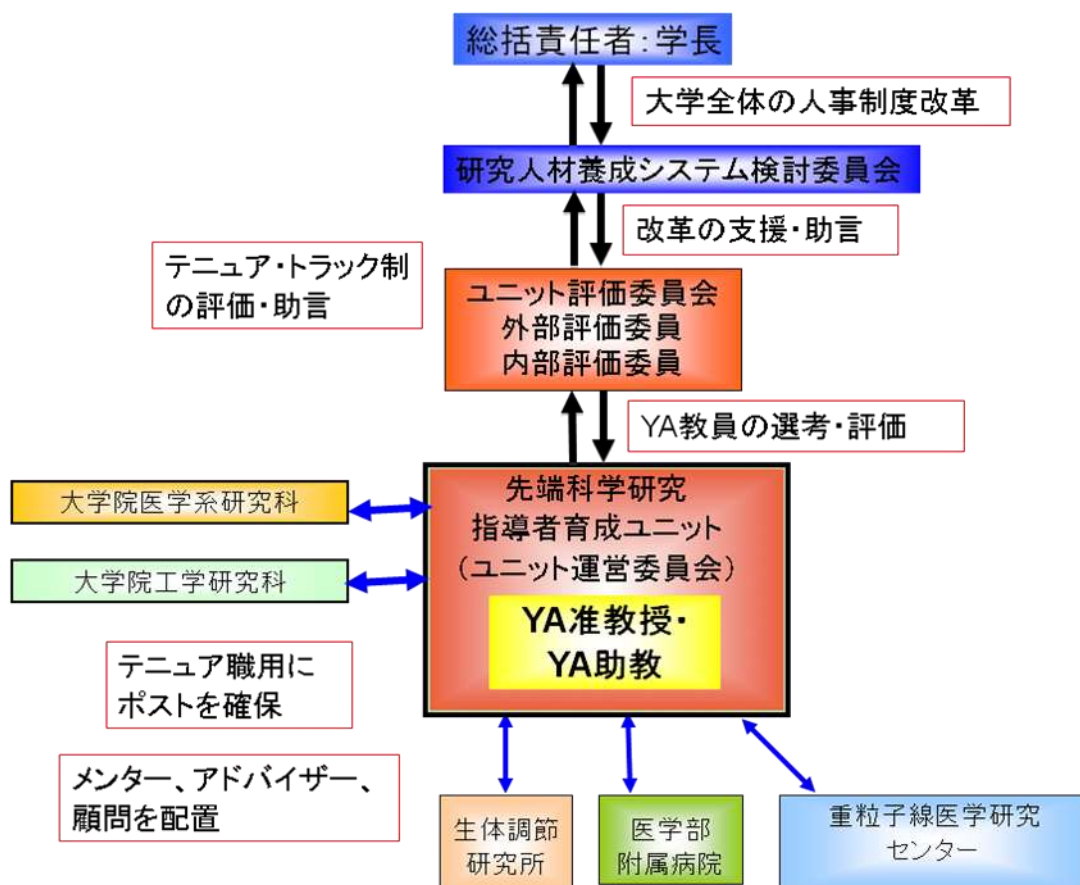 総括責任者:学長
大学全体の人事制度改革
研究人材養成システム検討委員会
改革の支援・助言
テニュア・トラック制
の評価・助言
ユニット評価委員会
外部評価委員
内部評価委員
YA教員の選考・評価
大学院医学系研究科
大学院工学研究科
先端科学研究
指導者育成ユニット
(ユニット運営委員会)
YA准教授・
YA助教
テニュア職用に
ポストを確保
メンター、アドバイザー、
顧問を配置
生体調節
研究所
医学部
附属病院
重粒子線医学研究
センター